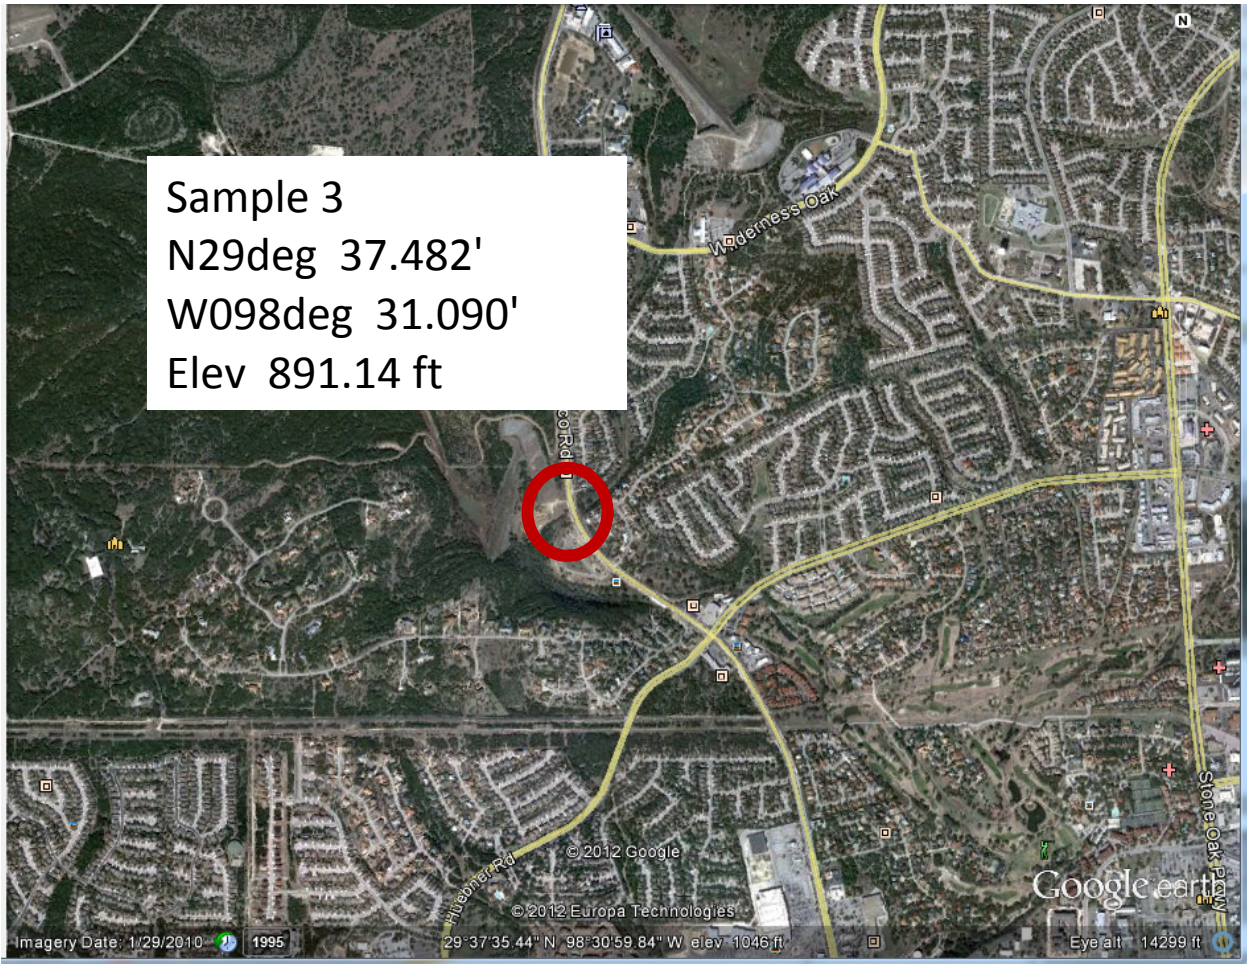 N
Sample 3
N29deg 37.482'
W098deg 31.090'
Elev 891.14 ft
Wilderness Oak
co Rd
Stone Oak Pkwy
Huebner Rd
© 2012 Google
© 2012 Europa Technologies
Google earth
Imagery Date: 1/29/2010
1995
29°37'35.44" N 98°30'59.84" W elev 1046 ft
Eye alt 14299 ft